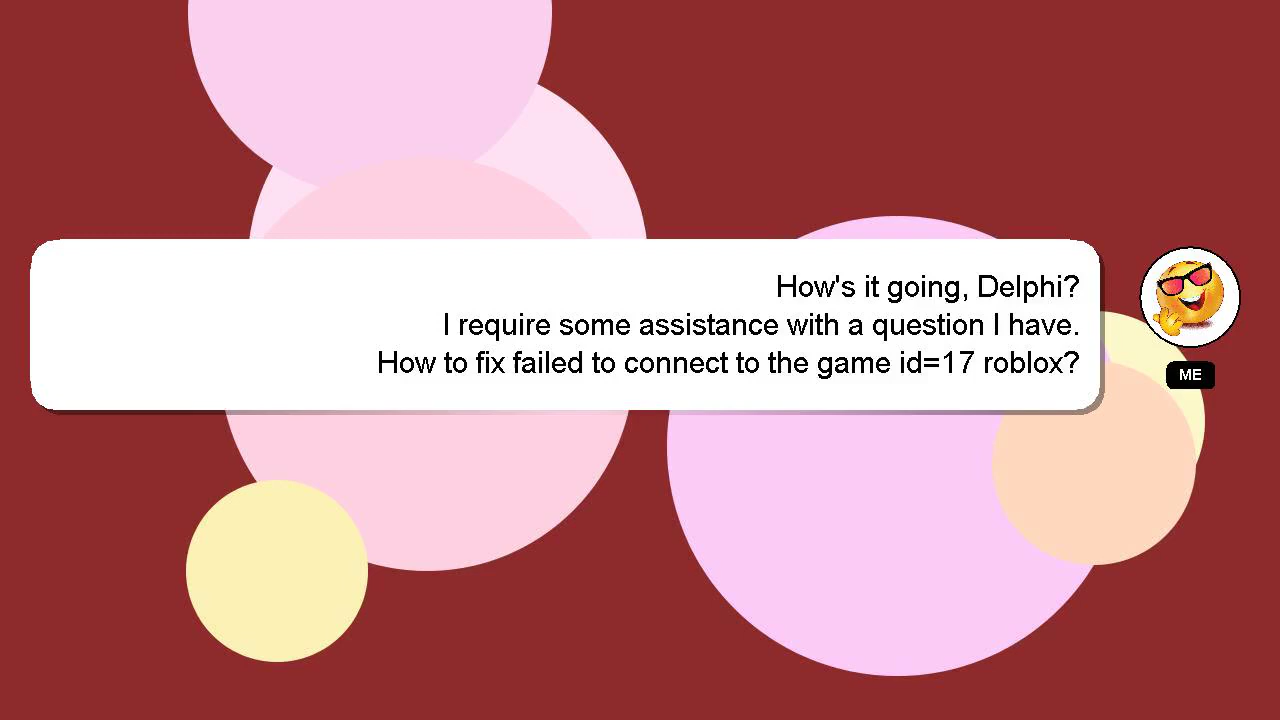 How's it going, Delphi?
I require some assistance with a question I have.
How to fix failed to connect to the game id=17 roblox?
ME